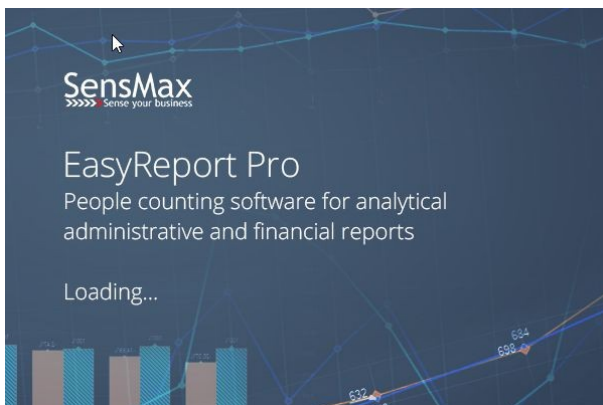 SensMax
>>>>> Sense your business
EasyReport Pro
People counting software for analytical
administrative and financial reports
Loading...
684
698
632